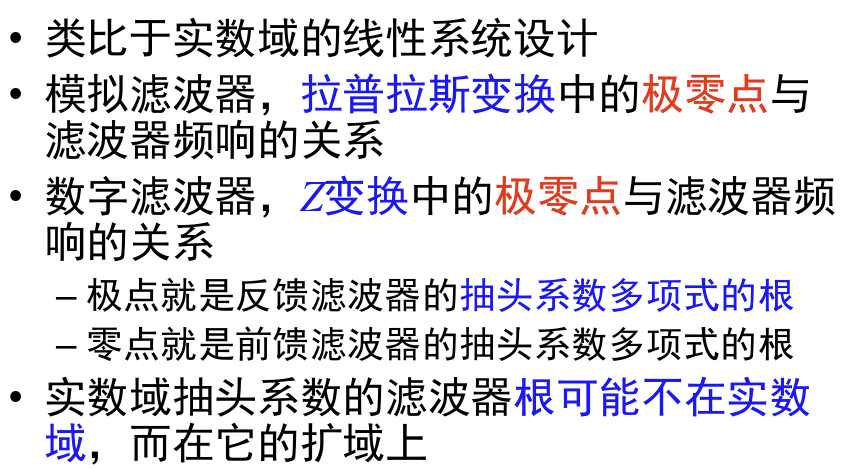 • 类比于实数域的线性系统设计
• 模拟滤波器，拉普拉斯变换中的极零点与
滤波器频响的关系
• 数字滤波器，Z变换中的极零点与滤波器频
响的关系
– 极点就是反馈滤波器的抽头系数多项式的根
– 零点就是前馈滤波器的抽头系数多项式的根
• 实数域抽头系数的滤波器根可能不在实数
域，而在它的扩域上